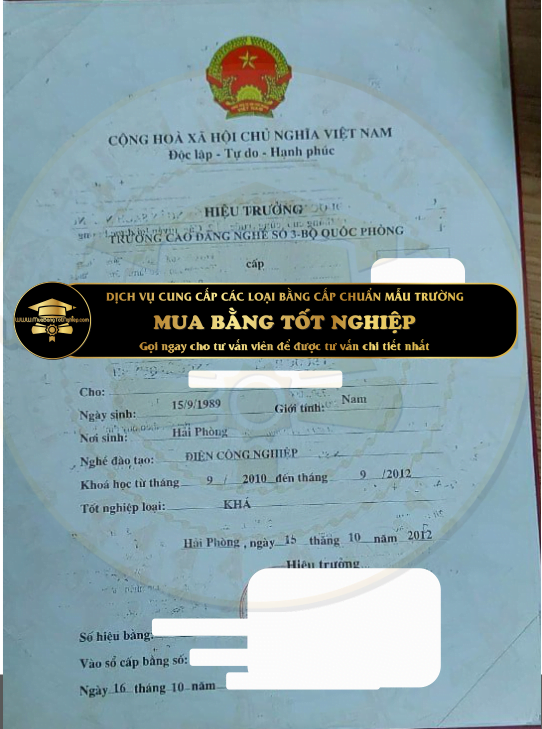 CỘNG HOÀ XÃ HỘI CHỦ NGHĨA VIỆT NAM
Độc lập - Tự do - Hạnh phúc
HIỆU TRƯỞNG
TRƯỜNG CAO ĐẲNG NGHỀ SỐ 3-BỘ QUỐC PHÒNG
cấp
DỊCH VỤ CUNG CẤP CÁC LOẠI BẰNG CẤP CHUẨN MẪU TRƯỜNG
MUA BẰNG TỐT NGHIỆP
Gọi ngay cho tư vấn viên để được tư vấn chi tiết nhất
www.MuaBangTotNghiep.com
Cho:
Ngày sinh: 15/9/1989 Giới tính: Nam
Nơi sinh: Hải Phòng
Nghề đào tạo: ĐIỆN CÔNG NGHIỆP
Khoá học từ tháng 9 / 2010 đến tháng 9 /2012
Tốt nghiệp loại: KHÁ
Hải Phòng, ngày 15 tháng 10 năm 2012
Hiệu trưởng
Số hiệu bằng:
Vào sổ cấp bằng số:
Ngày 16 tháng 10 năm